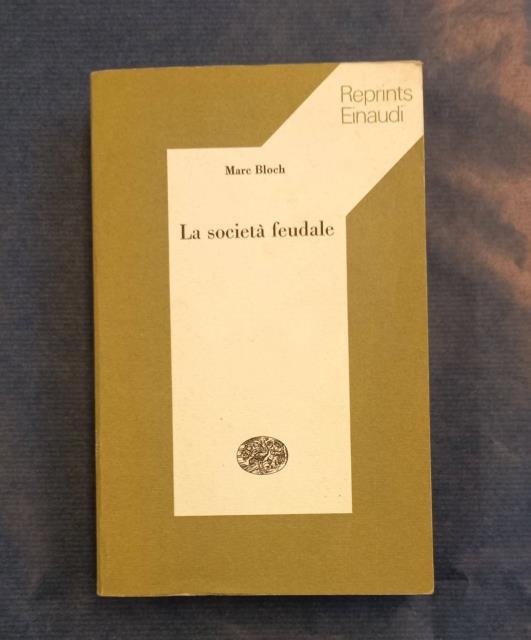 Reprints
Einaudi
Marc Bloch
La società feudale